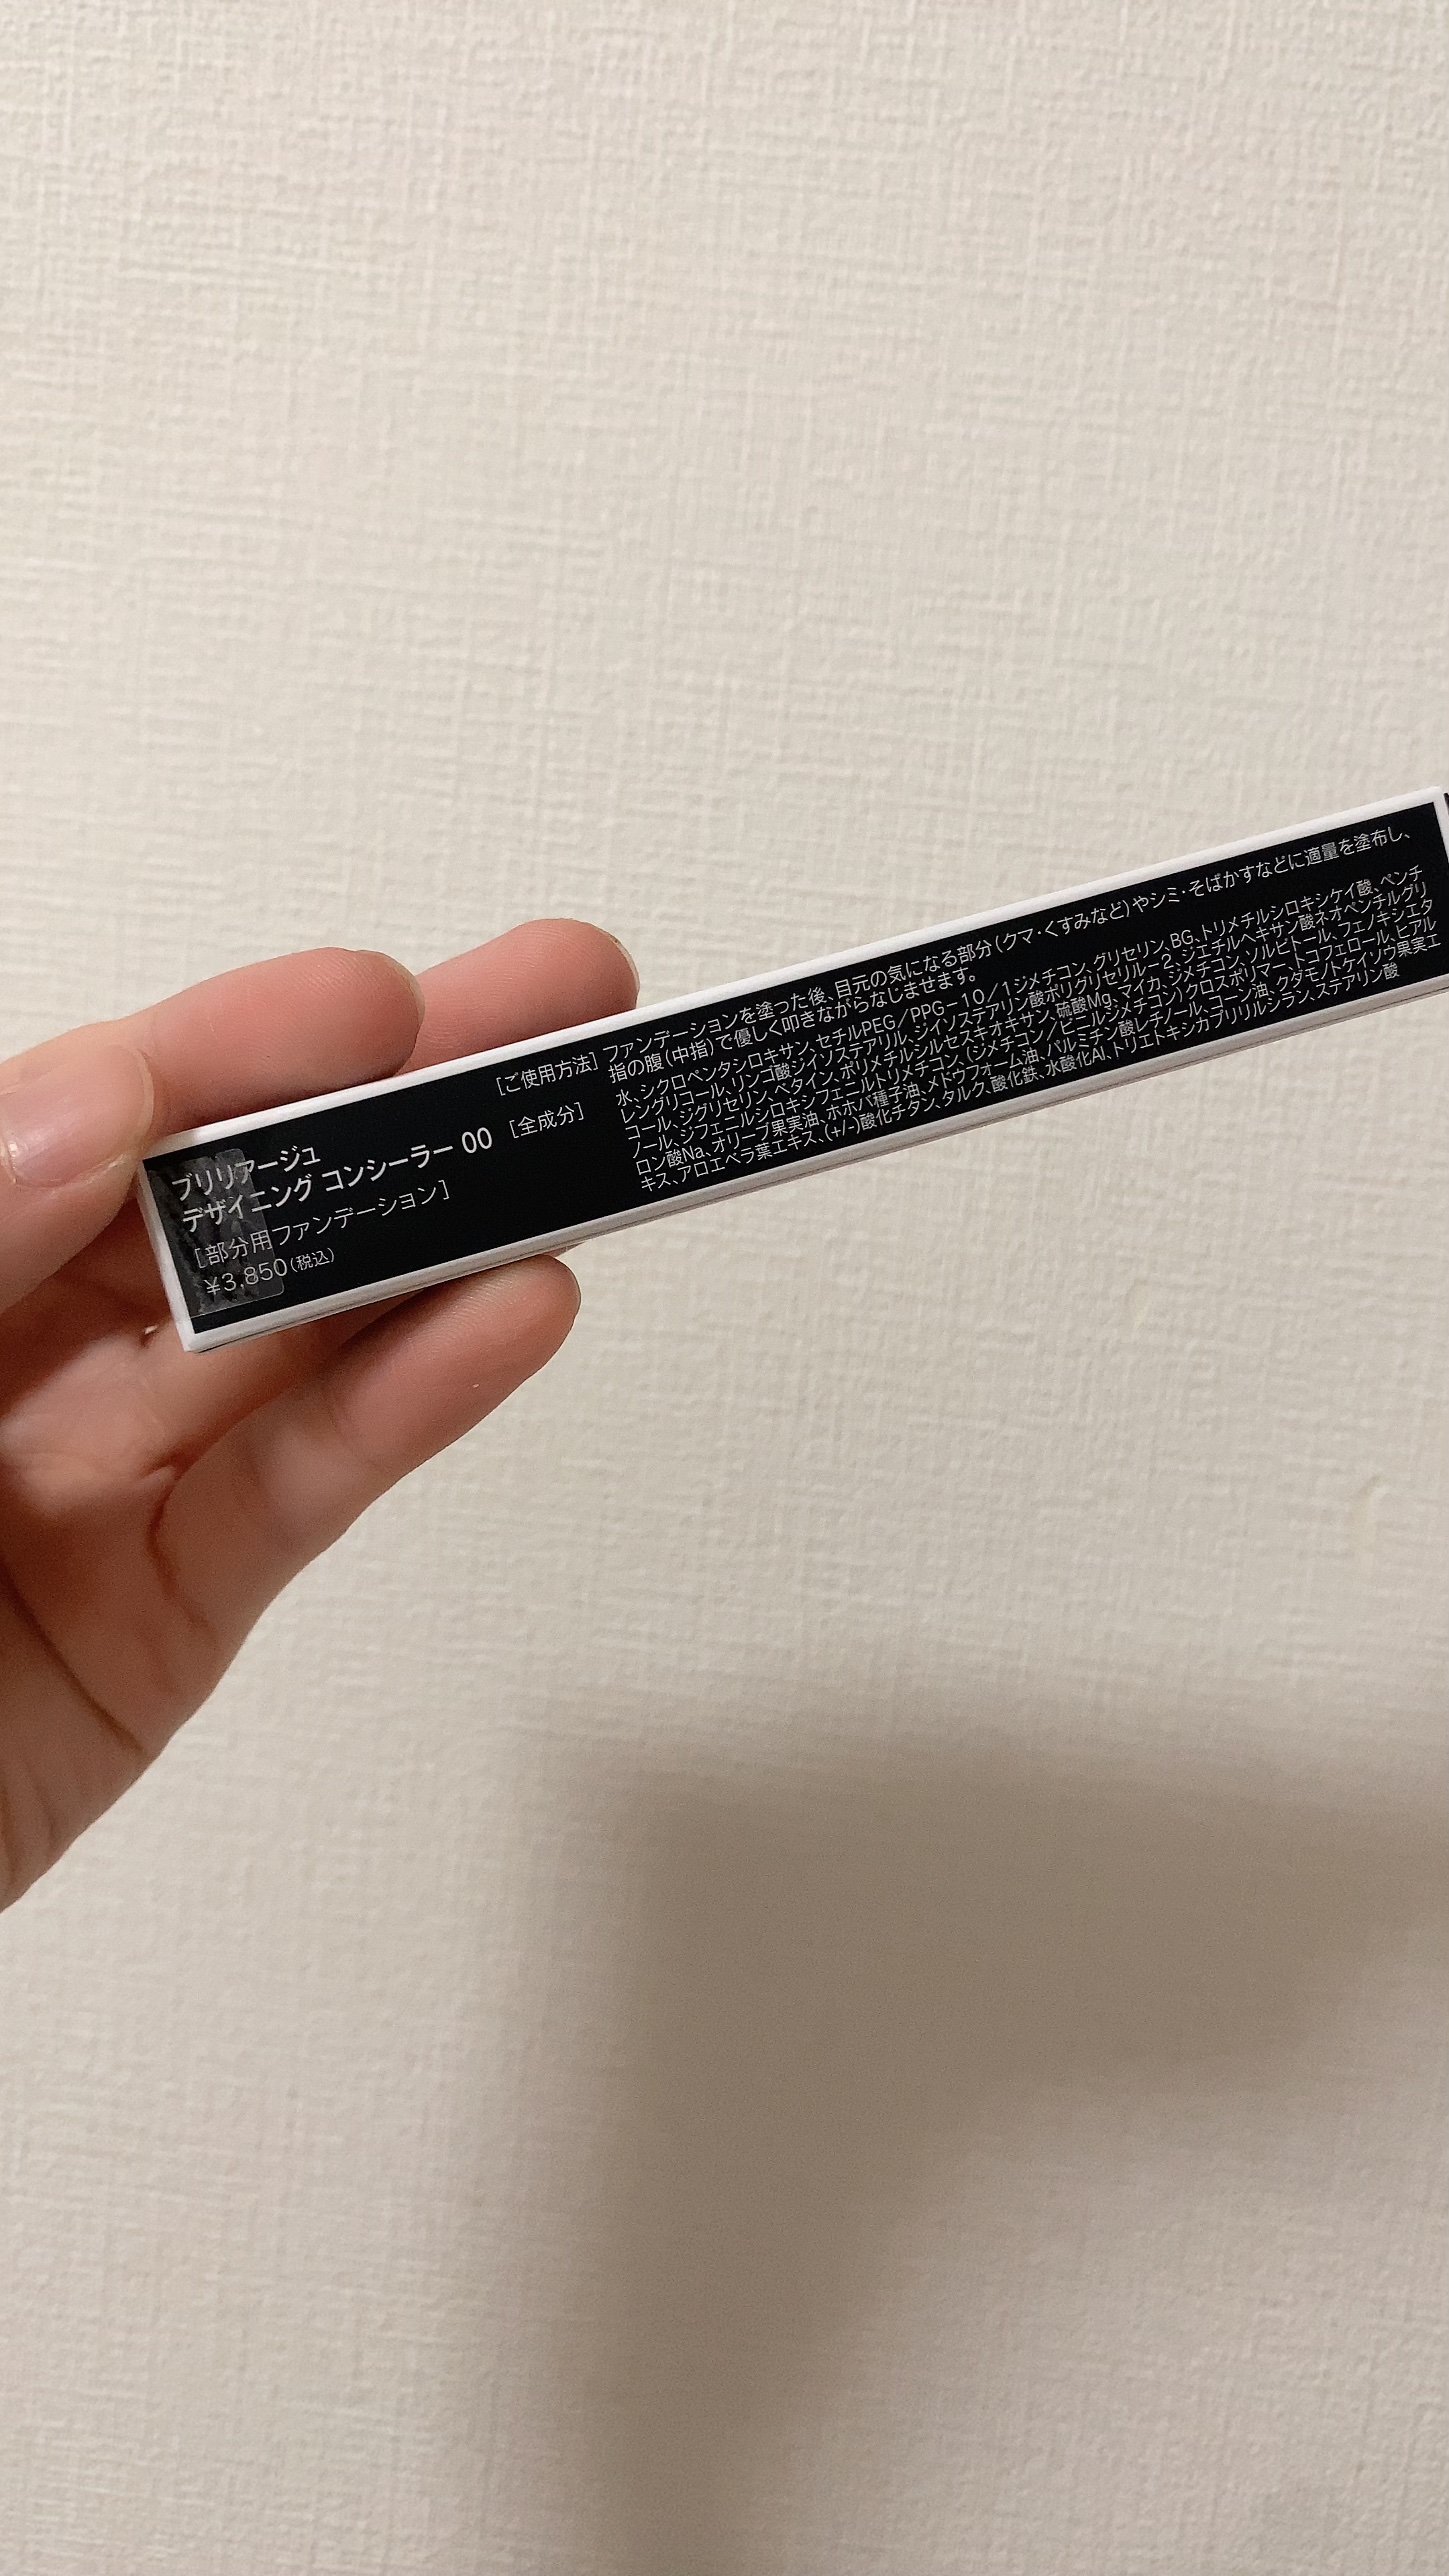 ブリリアージュ
デザイニング コンシーラー 00
［部分用ファンデーション］
¥3,850(税込)
［ご使用方法］ファンデーションを塗った後、目元の気になる部分(クマ・くすみなど)やシミ・そばかすなどに適量を塗布し、
指の腹(中指)で優しく叩きながらなじませます。
［全成分］
水、シクロペンタシロキサン、セチルPEG/PPG-10/1ジメチコン、グリセリン、BG、トリメチルシロキシケイ酸、ペンチ
レングリコール、リンゴ酸ジイソステアリル、ジイソステアリン酸ポリグリセリル-2、ジエチルヘキサン酸ネオペンチルグリ
コール、ジグリセリン、ベタイン、ポリメチルシルセスキオキサン、硫酸Mg、マイカ、ジメチコン、ソルビトール、フェノキシエタ
ノール、ジフェニルシロキシフェニルトリメチコン、(ジメチコン/ビニルジメチコン)クロスポリマー、トコフェロール、ヒアル
ロン酸Na、オリーブ果実油、ホホバ種子油、メドウフォーム油、パルミチン酸レチノール、コーン油、クダモノトケイソウ果実エ
キス、アロエベラ葉エキス、(+/-)酸化チタン、タルク、酸化鉄、水酸化Al、トリエトキシカプリリルシラン、ステアリン酸